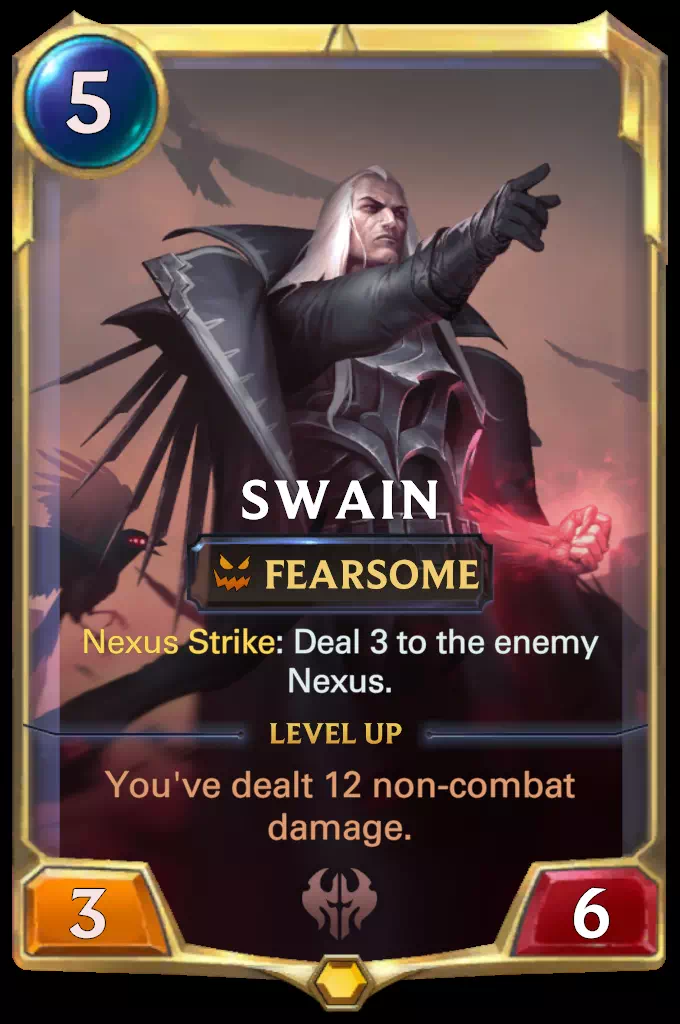 5
SWAIN
FEARSOME
Nexus Strike: Deal 3 to the enemy
Nexus.
LEVEL UP
You've dealt 12 non-combat
damage.
3
6